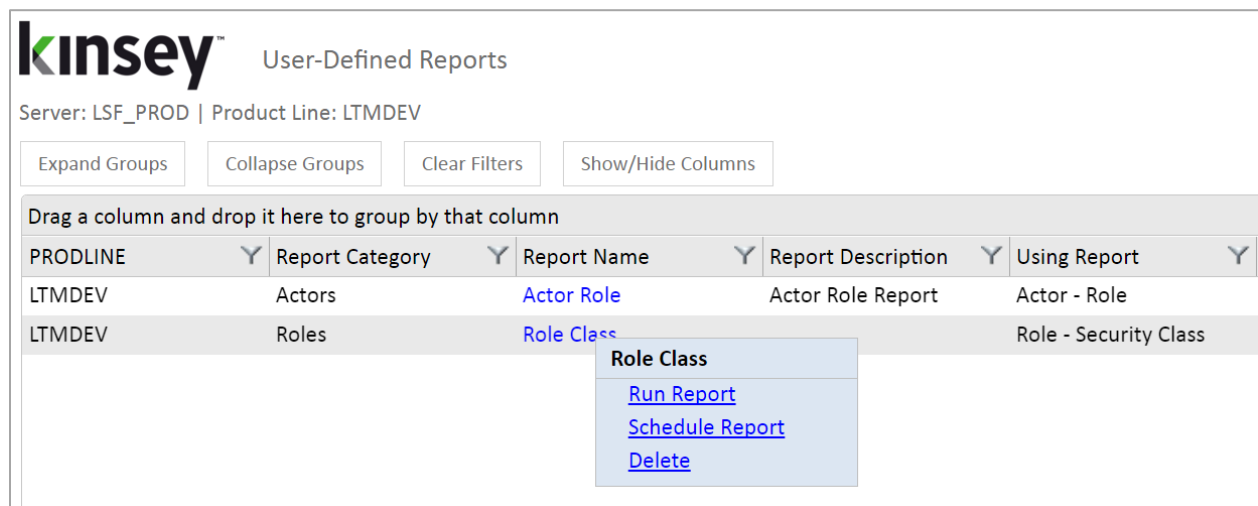 kinsey™ User-Defined Reports
Server: LSF_PROD | Product Line: LTMDEV
Expand Groups Collapse Groups Clear Filters Show/Hide Columns
Drag a column and drop it here to group by that column
PRODLINE Report Category Report Name Report Description Using Report
LTMDEV Actors Actor Role Actor Role Report Actor - Role
LTMDEV Roles Role Class Role - Security Class
Role Class
Run Report
Schedule Report
Delete